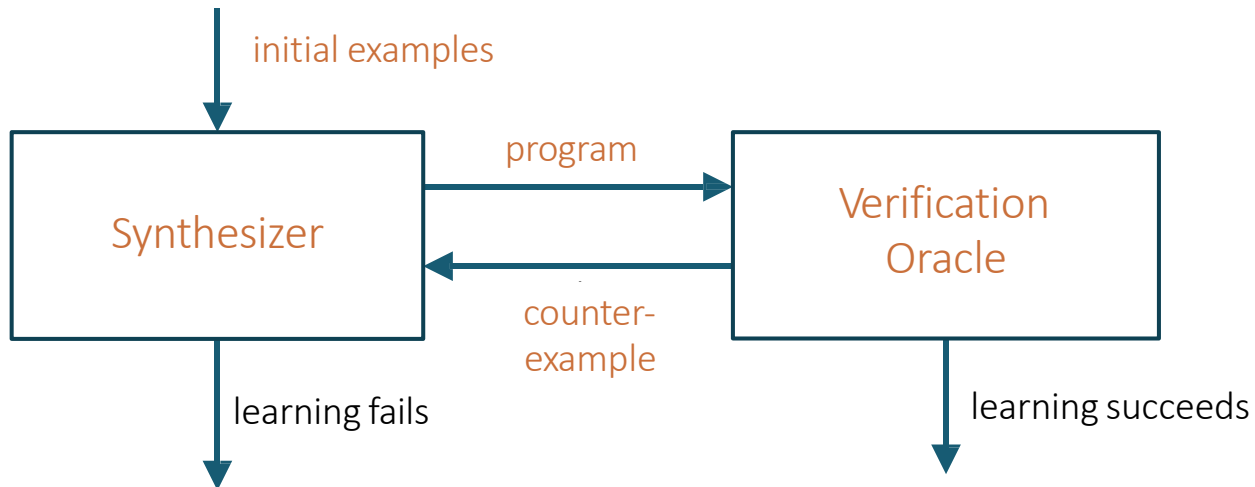 initial examples
program
Synthesizer
Verification
Oracle
counter-
example
learning fails
learning succeeds